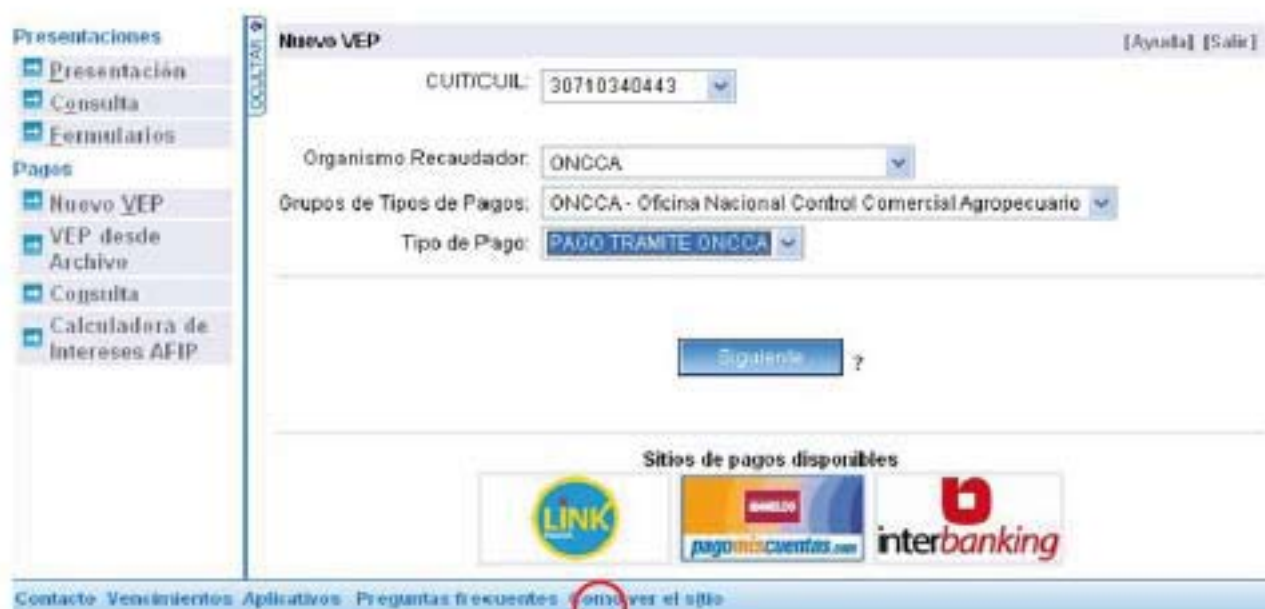 Presentaciones
Presentación
Consulta
Formularios
Pagos
Nuevo VEP
VEP desde
Archivo
Consulta
Calculadora de
Intereses AFIP
OCULTAR
Nuevo VEP [Ayuda] [Salir]
CUIT/CUIL: 30710340443
Organismo Recaudador: ONCCA
Grupos de Tipos de Pagos: ONCCA - Oficina Nacional Control Comercial Agropecuario
Tipo de Pago: PAGO TRAMITE ONCCA
Siguiente ?
Sitios de pagos disponibles
LINK
BANELCO
pagomiscuentas.com
interbanking
Contacto Vencimientos Aplicativos Preguntas frecuentes Como ver el sitio